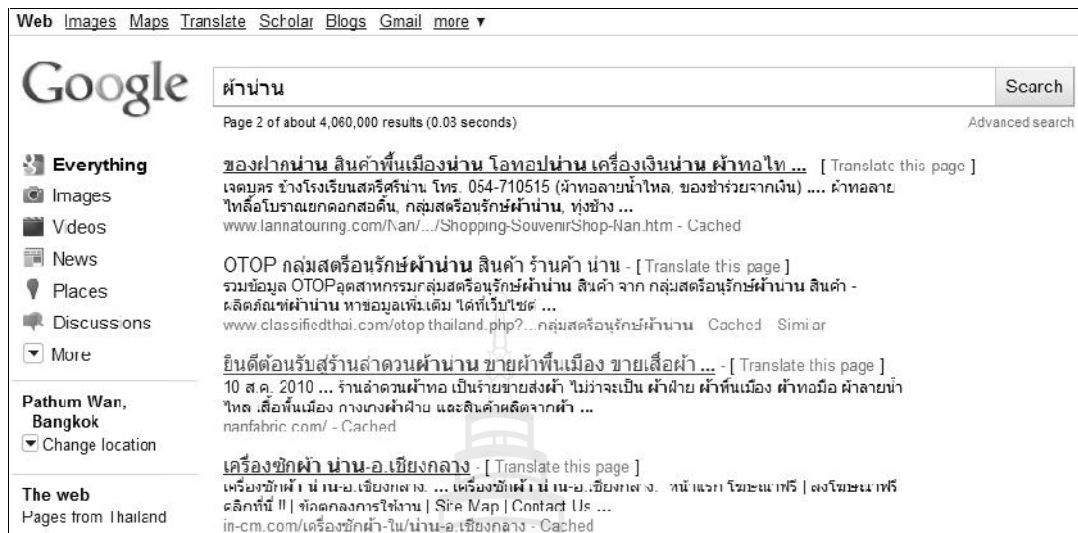 Web Images Maps Translate Scholar Blogs Gmail more ▼
Google
ผ้าน่าน Search
Page 2 of about 4,060,000 results (0.03 seconds) Advanced search
Everything
Images
Videos
News
Places
Discussions
More
Pathum Wan,
Bangkok
Change location
The web
Pages from Thailand
ของฝากน่าน สินค้าพื้นเมืองน่าน โอทอปน่าน เครื่องเงินน่าน ผ้าทอไท ... [ Translate this page ]
เจตบุตร ข้างโรงเรียนสตรีศรีน่าน โทร. 054-710515 (ผ้าทอลายน้ำไหล, ของชำร่วยจากเงิน) .... ผ้าทอลาย
ไทลื้อโบราณยกดอกสอดิ้น, กลุ่มสตรีอนุรักษ์ผ้าน่าน, ทุ่งช้าง ...
www.lannatouring.com/Nan/.../Shopping-SouvenirShop-Nan.htm - Cached
OTOP กลุ่มสตรีอนุรักษ์ผ้าน่าน สินค้า ร้านค้า น่าน - [ Translate this page ]
รวมข้อมูล OTOPอุตสาหกรรมกลุ่มสตรีอนุรักษ์ผ้าน่าน สินค้า จาก กลุ่มสตรีอนุรักษ์ผ้าน่าน สินค้า -
ผลิตภัณฑ์ผ้าน่าน หาข้อมูลเพิ่มเติม ได้ที่เว็บไซต์ ...
www.classifiedthai.com/otop thailand.php?...กลุ่มสตรีอนุรักษ์ผ้าน่าน Cached Similar
ยินดีต้อนรับสู่ร้านลำดวนผ้าน่าน ขายผ้าพื้นเมือง ขายเสื้อผ้า ... - [ Translate this page ]
10 ส.ค. 2010 ... ร้านลำดวนผ้าทอ เป็นร้ายขายส่งผ้า ไม่ว่าจะเป็น ผ้าฝ้าย ผ้าพื้นเมือง ผ้าทอมือ ผ้าลายน้ำ
ไหล เสื้อพื้นเมือง กางเกงผ้าฝ้าย และสินค้าผลิตจากผ้า ...
nanfabric.com/ - Cached
เครื่องซักผ้า น่าน-อ.เชียงกลาง - [ Translate this page ]
เครื่องซักผ้า น่าน-อ.เชียงกลาง. ... เครื่องซักผ้า น่าน-อ.เชียงกลาง. หน้าแรก โฆษณาฟรี | ลงโฆษณาฟรี
คลิกที่นี่ !! | ข้อตกลงการใช้งาน | Site Map | Contact Us ...
in-cm.com/เครื่องซักผ้า-ใน/น่าน-อ.เชียงกลาง - Cached